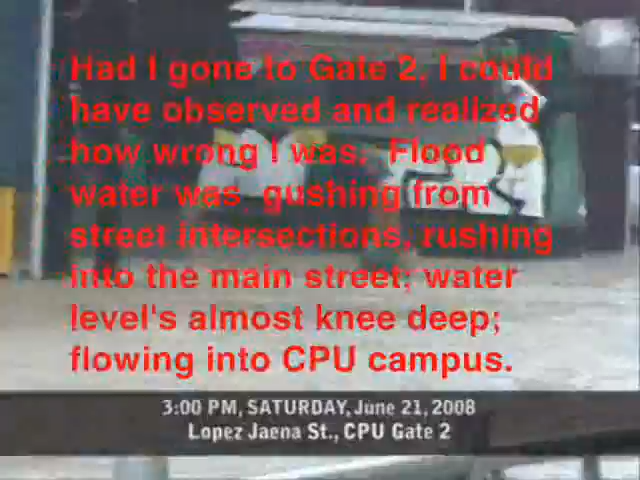 Had I gone to Gate 2, I could
have observed and realized
how wrong I was. Flood
water was gushing from
street intersections, rushing
into the main street; water
level's almost knee deep;
flowing into CPU campus.
3:00 PM, SATURDAY, June 21, 2008
Lopez Jaena St., CPU Gate 2